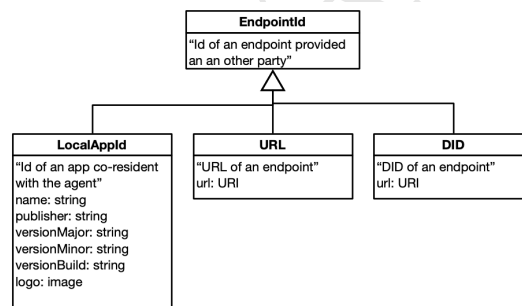 EndpointId
“Id of an endpoint provided
an an other party”
LocalAppId
“Id of an app co-resident
with the agent”
name: string
publisher: string
versionMajor: string
versionMinor: string
versionBuild: string
logo: image
URL
“URL of an endpoint”
url: URI
DID
“DID of an endpoint”
url: URI